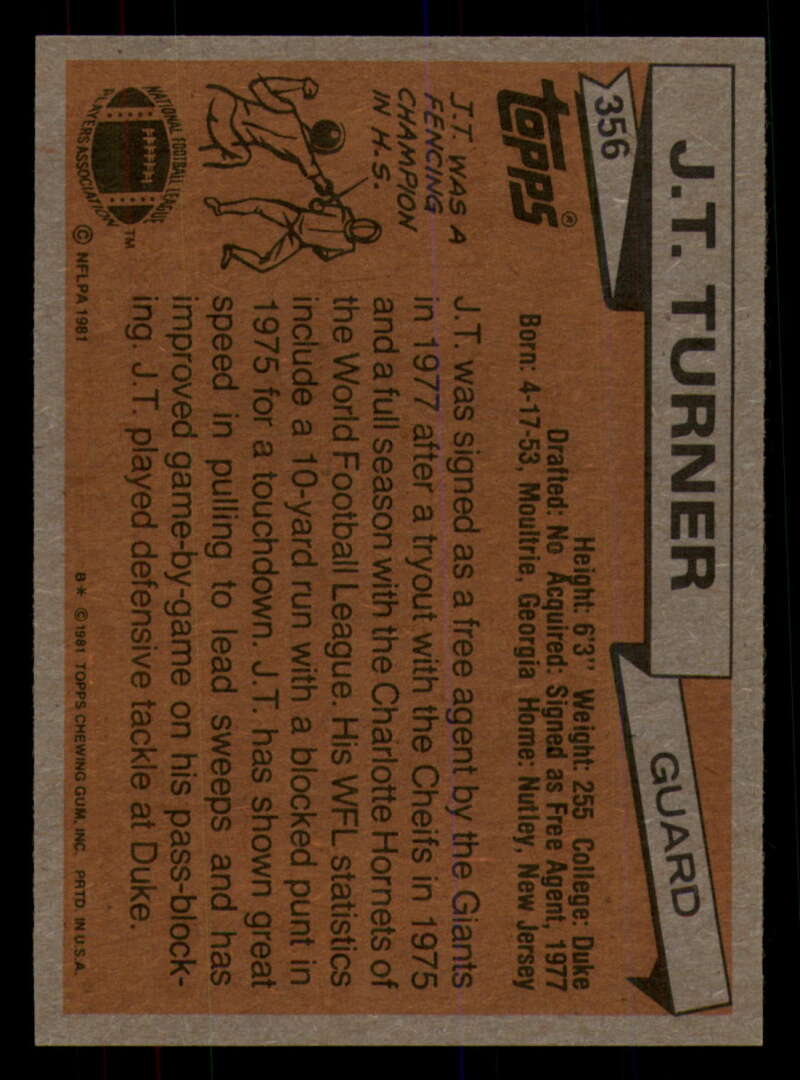 J.T. TURNER
GUARD
356
Height: 6'3" Weight: 255 College: Duke
Drafted: No Acquired: Signed as Free Agent, 1977
Born: 4-17-53, Moultrie, Georgia Home: Nutley, New Jersey
TOPPS®
J.T. WAS A
FENCING
CHAMPION
IN H.S.
J.T. was signed as a free agent by the Giants
in 1977 after a tryout with the Cheifs in 1975
and a full season with the Charlotte Hornets of
the World Football League. His WFL statistics
include a 10-yard run with a blocked punt in
1975 for a touchdown. J.T. has shown great
speed in pulling to lead sweeps and has
improved game-by-game on his pass-block-
ing. J.T. played defensive tackle at Duke.
NATIONAL FOOTBALL LEAGUE
PLAYERS ASSOCIATION
TM
© NFLPA 1981
B* © 1981 TOPPS CHEWING GUM, INC. PRTD. IN U.S.A.